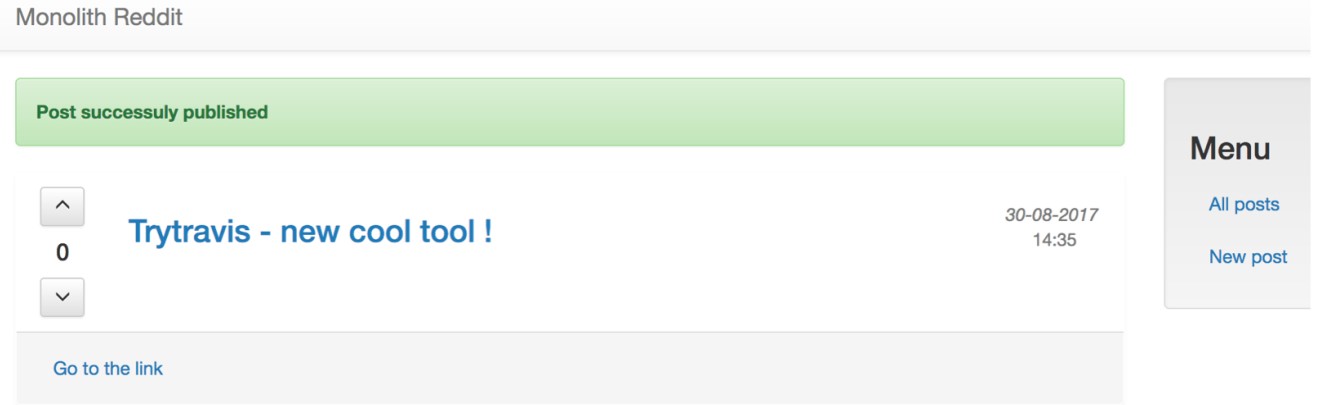 Monolith Reddit
Post successuly published
Menu
All posts
New post
0
Trytravis - new cool tool !
30-08-2017
14:35
Go to the link